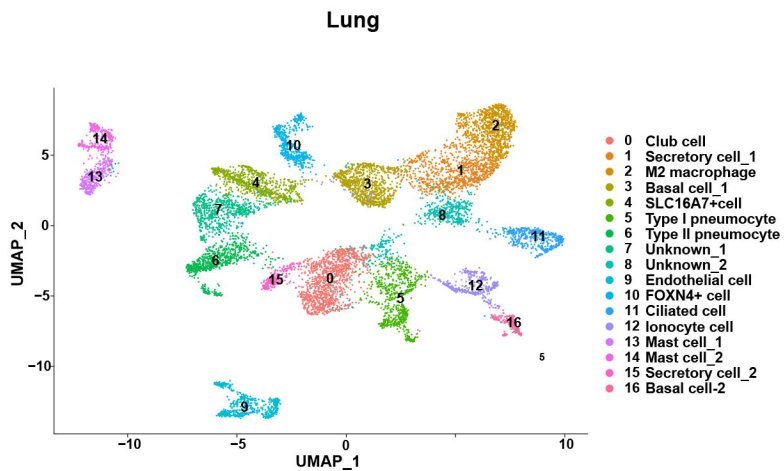 Lung
14
13
10
2
1
3
4
7
8
11
6
0
15
5
12
16
5
9
5
0
−5
−10
UMAP_2
−10
−5
0
10
UMAP_1
0 Club cell
1 Secretory cell_1
2 M2 macrophage
3 Basal cell_1
4 SLC16A7+cell
5 Type I pneumocyte
6 Type II pneumocyte
7 Unknown_1
8 Unknown_2
9 Endothelial cell
10 FOXN4+ cell
11 Ciliated cell
12 Ionocyte cell
13 Mast cell_1
14 Mast cell_2
15 Secretory cell_2
16 Basal cell-2